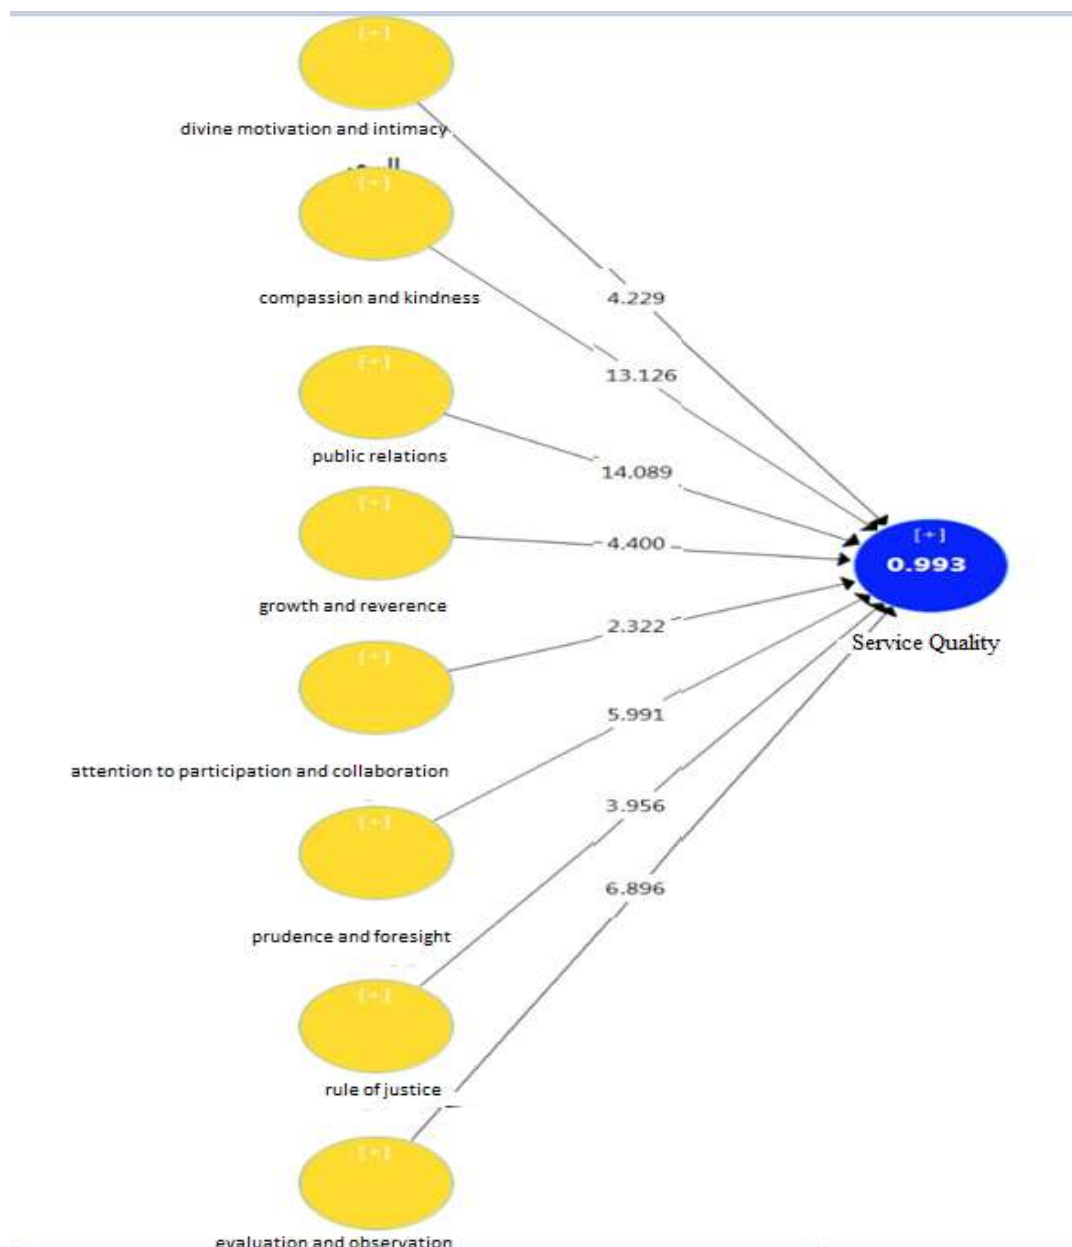 [+]
divine motivation and intimacy
[+]
compassion and kindness
[+]
public relations
[+]
growth and reverence
[+]
attention to participation and collaboration
[+]
prudence and foresight
[+]
rule of justice
[+]
evaluation and observation
4.229
13.126
14.089
4.400
2.322
5.991
3.956
6.896
[+]
0.993
Service Quality